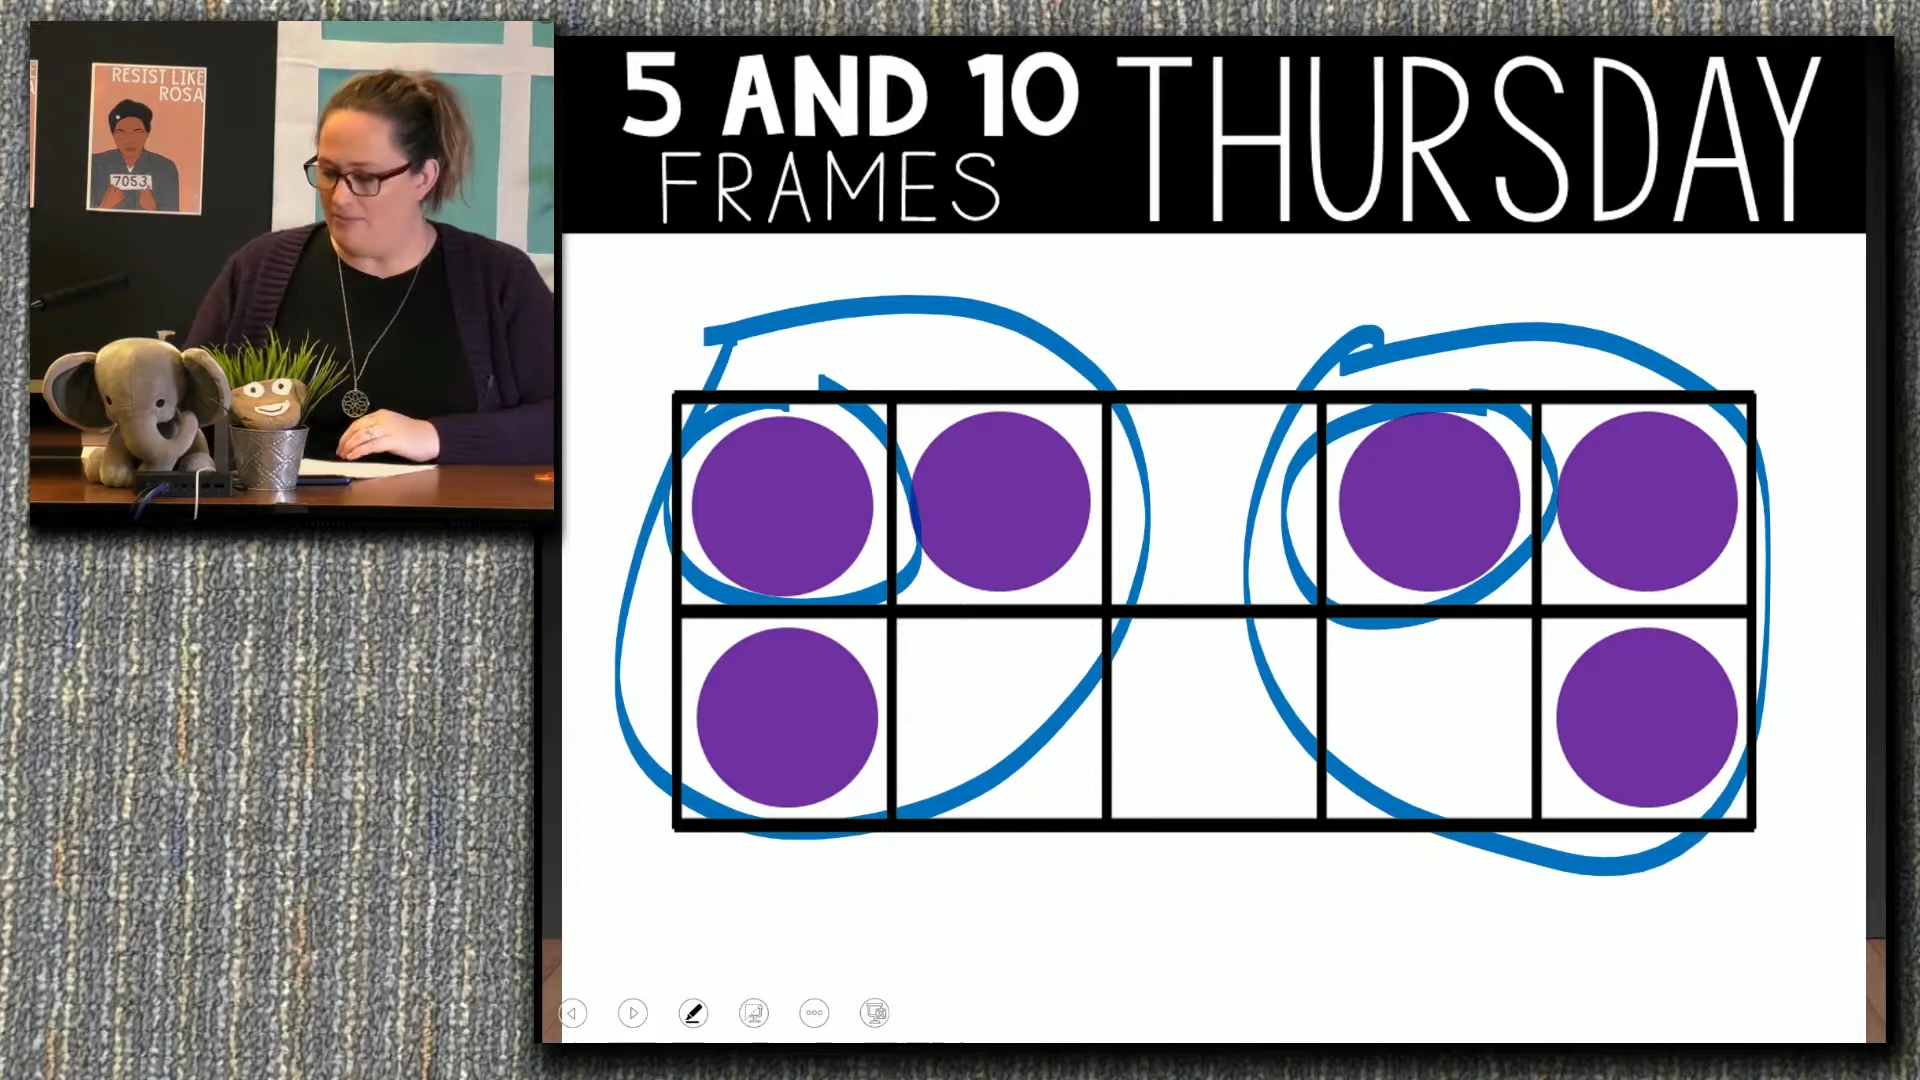 RESIST LIKE
ROSA
7053
5 AND 10
FRAMES
THURSDAY